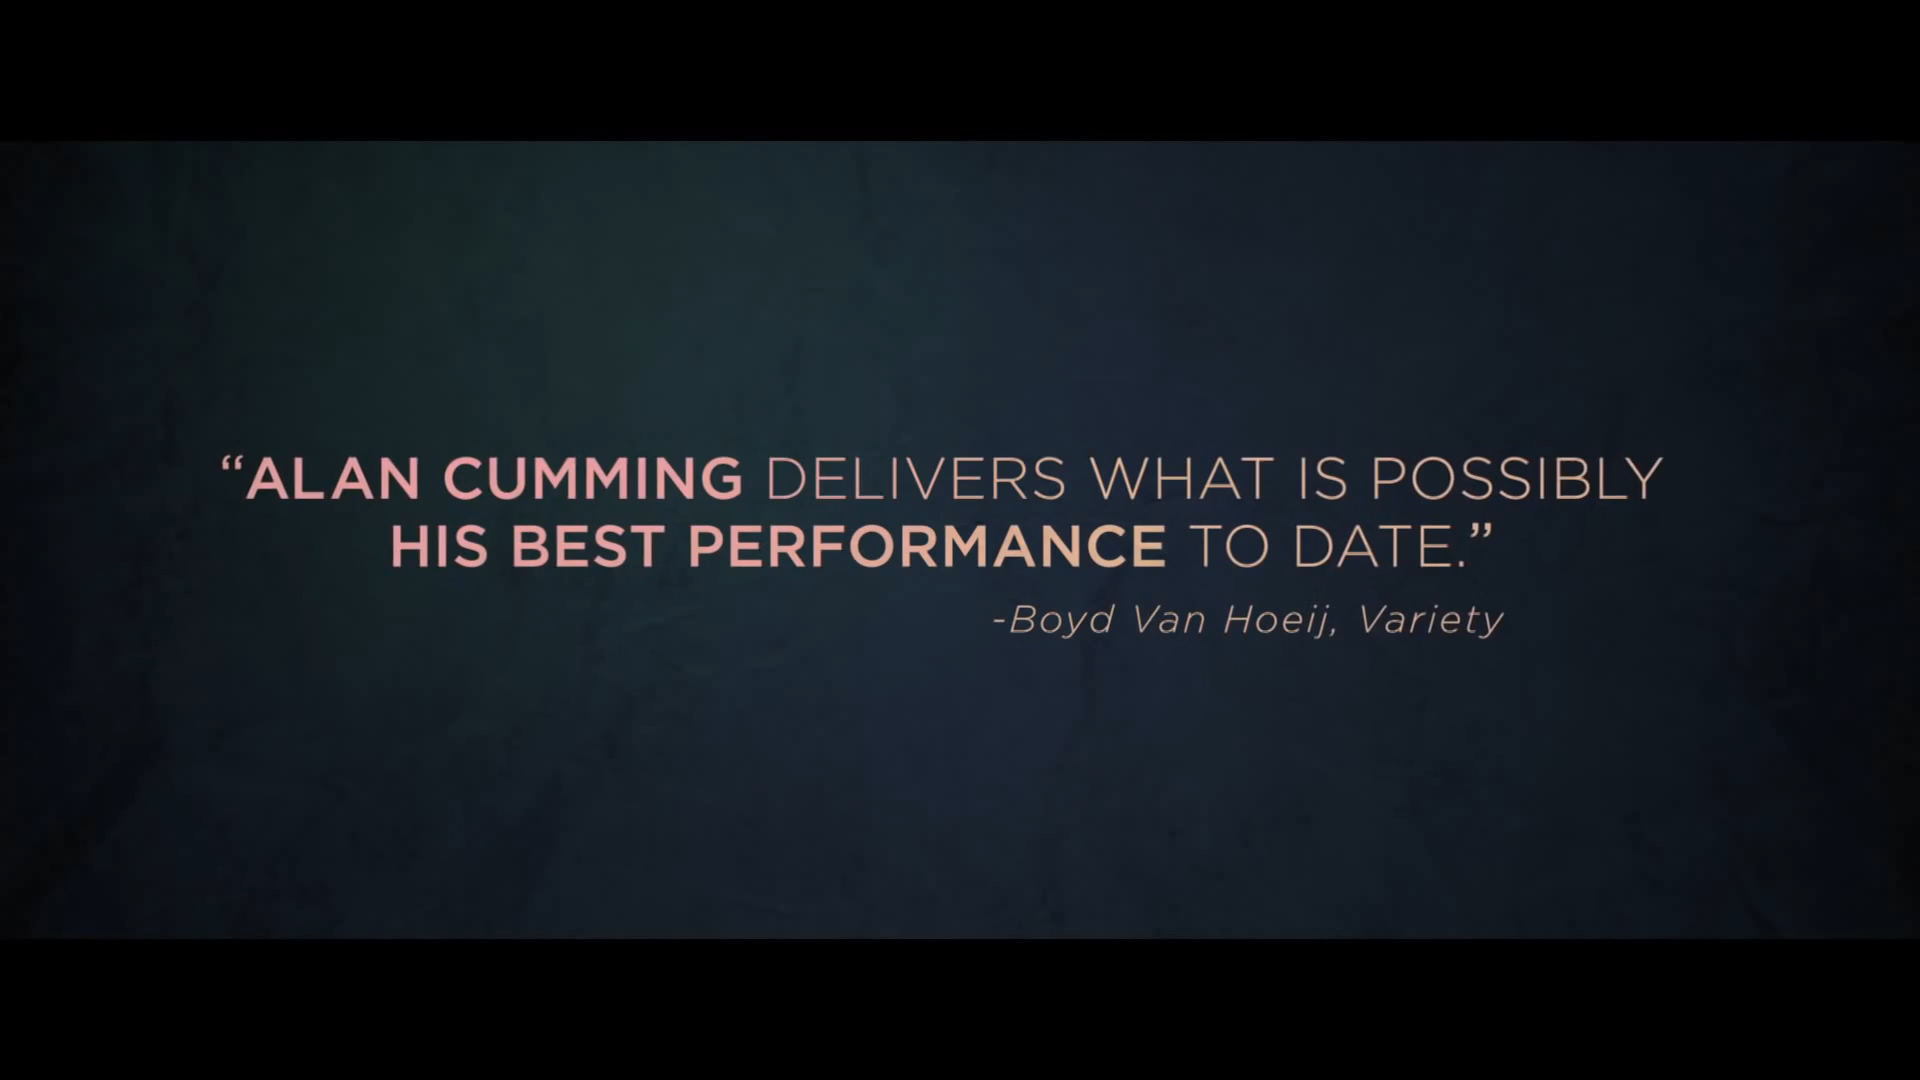 “ALAN CUMMING DELIVERS WHAT IS POSSIBLY
HIS BEST PERFORMANCE TO DATE.”
-Boyd Van Hoeij, Variety